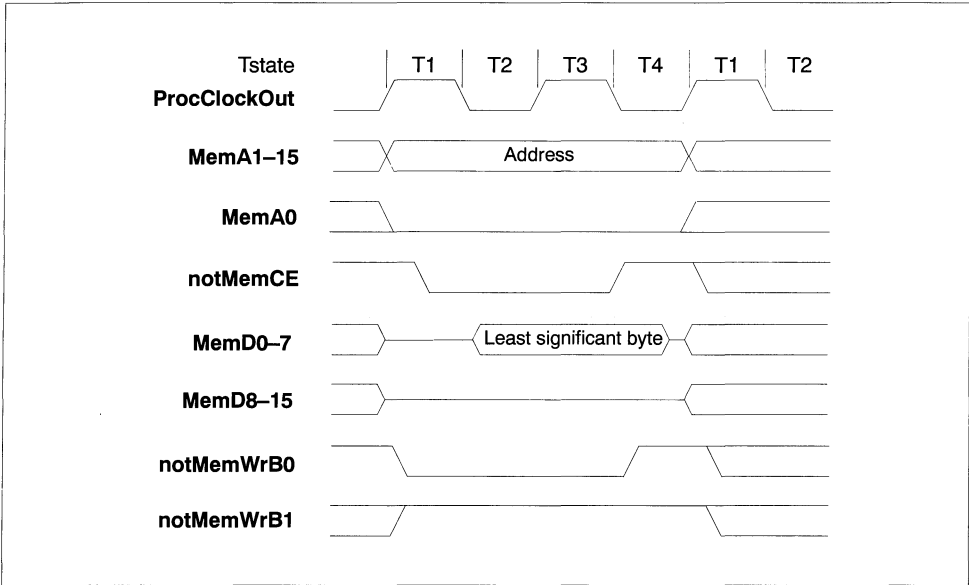 Tstate T1 T2 T3 T4 T1 T2
ProcClockOut
MemA1–15 Address
MemA0
notMemCE
MemD0–7 Least significant byte
MemD8–15
notMemWrB0
notMemWrB1